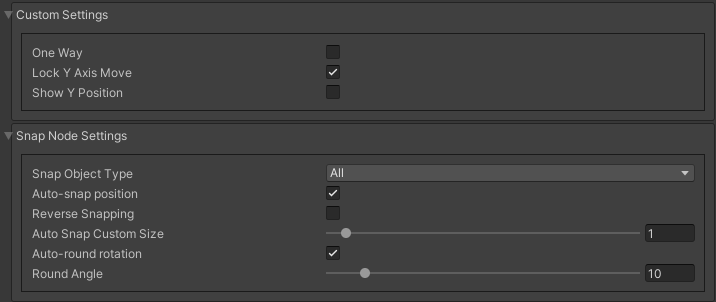 Custom Settings
One Way
Lock Y Axis Move
Show Y Position
Snap Node Settings
Snap Object Type All
Auto-snap position
Reverse Snapping
Auto Snap Custom Size 1
Auto-round rotation
Round Angle 10